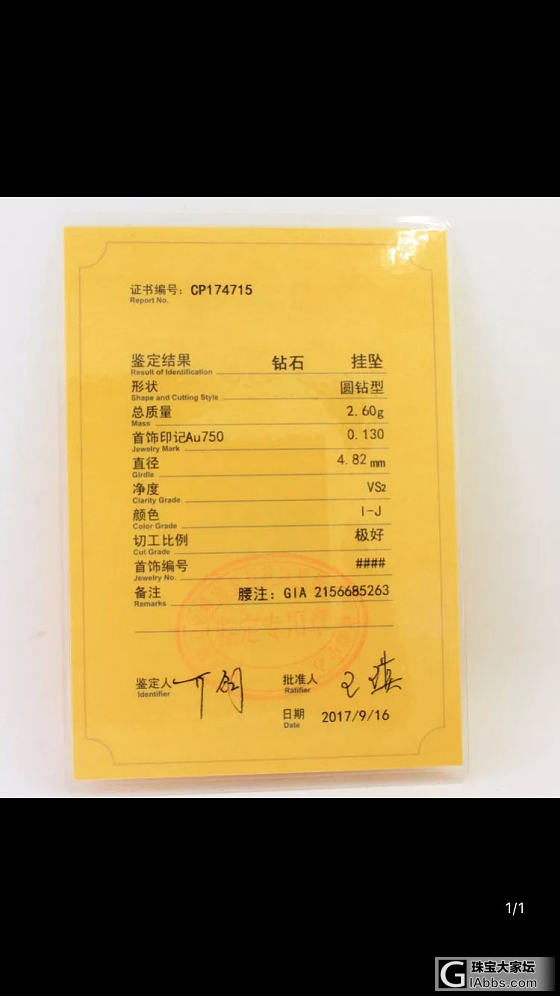 证书编号: CP174715
Report No.
鉴定结果 钻石 挂坠
Result of Identification
形状 圆钻型
Shape and Cutting Style
总质量 2.60g
Mass
首饰印记Au750 0.130
Jewelry Mark
直径 4.82mm
Girdle
净度 VS2
Clarity Grade
颜色 I-J
Color Grade
切工比例 极好
Cut Grade
首饰编号 ####
Jewelry No.
备注 腰注: GIA 2156685263
Remarks
鉴定人 批准人
Identifier Ratifier
日期 2017/9/16
Date
1/1
珠宝大家坛
GIAbbs.com